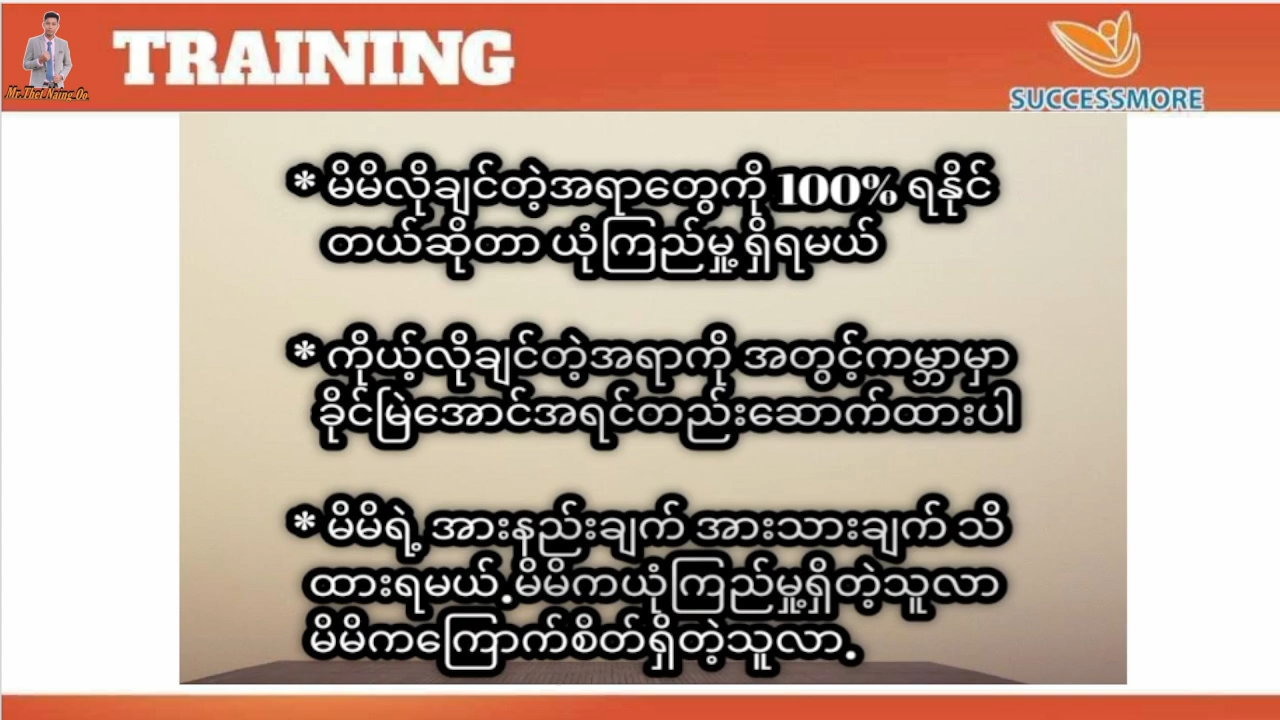 TRAINING
Mr.Thet Naing Oo
SUCCESSMORE
* မိမိလိုချင်တဲ့အရာတွေကို 100% ရနိုင်
တယ်ဆိုတာ ယုံကြည်မှု့ ရှိရမယ်
* ကိုယ့်လိုချင်တဲ့အရာကို အတွင့်ကမ္ဘာမှာ
ခိုင်မြဲအောင်အရင်တည်းဆောက်ထားပါ
* မိမိရဲ့ အားနည်းချက် အားသားချက် သိ
ထားရမယ်.မိမိကယုံကြည်မှု့ရှိတဲ့သူလာ
မိမိကကြောက်စိတ်ရှိတဲ့သူလာ.